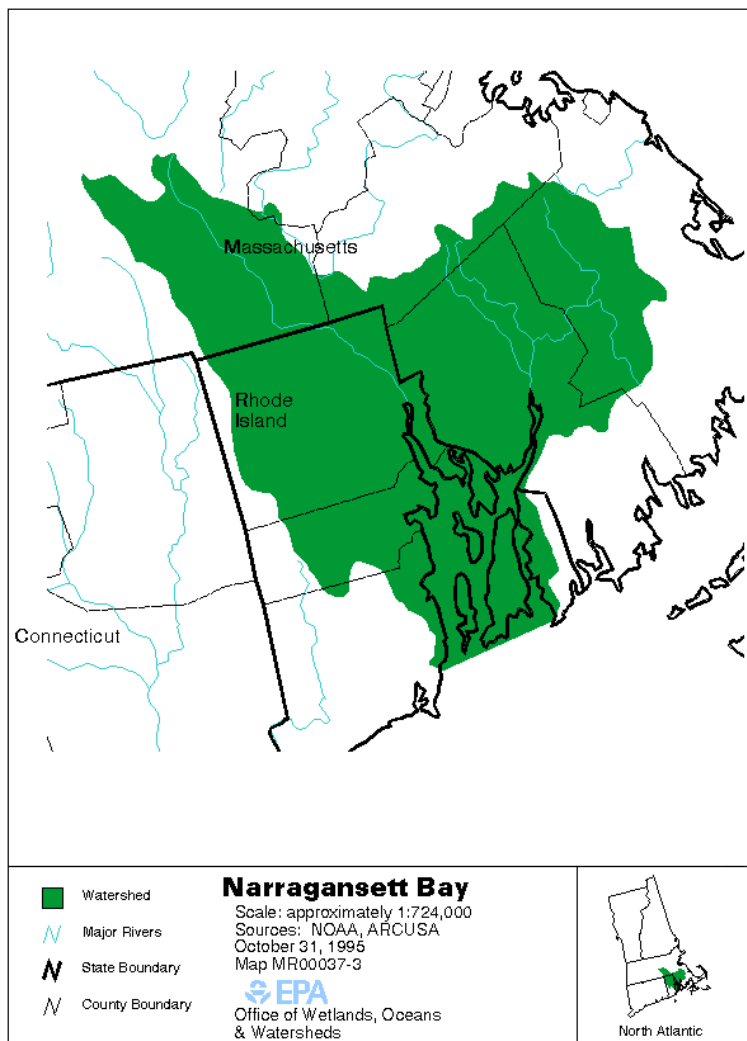 Massachusetts
Rhode
Island
Connecticut
Watershed
Major Rivers
State Boundary
County Boundary
Narragansett Bay
Scale: approximately 1:724,000
Sources: NOAA, ARCUSA
October 31, 1995
Map MR00037-3
EPA
Office of Wetlands, Oceans
& Watersheds
North Atlantic